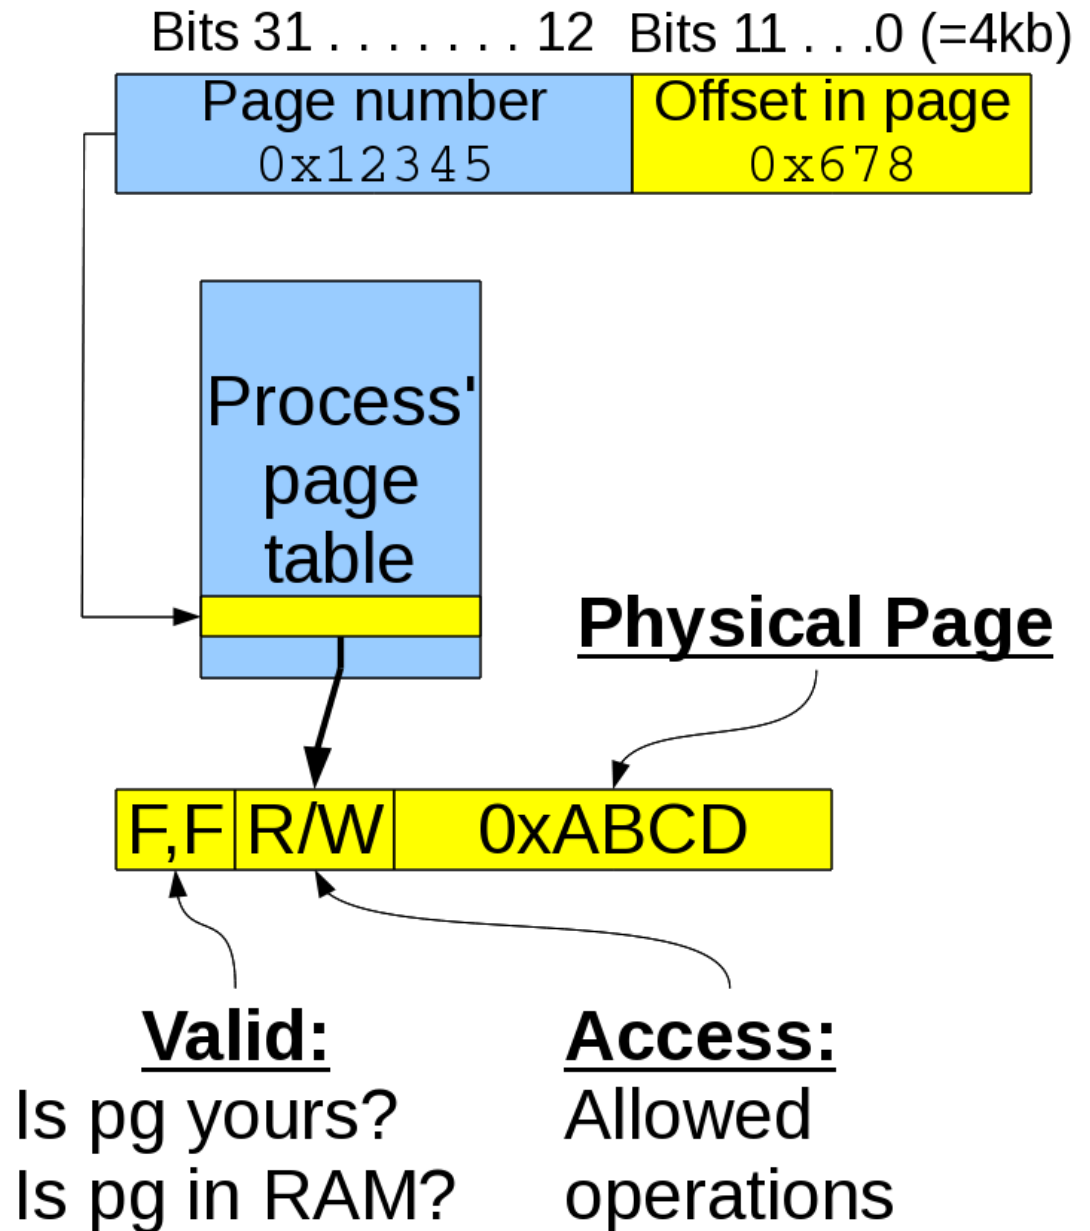 Bits 31 . . . . . . . 12 Bits 11 . . .0 (=4kb)
Page number
0x12345
Offset in page
0x678
Process'
page
table
Physical Page
F,F R/W 0xABCD
Valid:
Is pg yours?
Is pg in RAM?
Access:
Allowed
operations